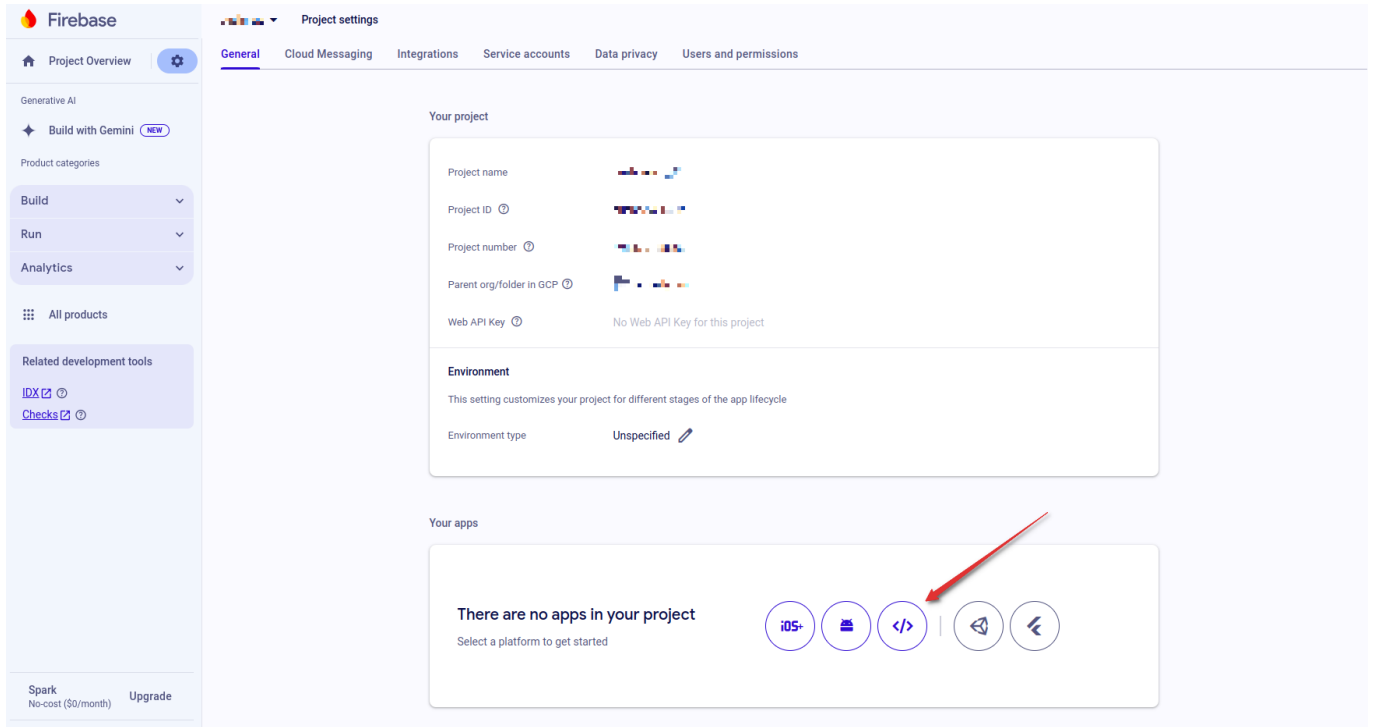 Firebase
Project settings
General Cloud Messaging Integrations Service accounts Data privacy Users and permissions
Project Overview
Generative AI
Build with Gemini NEW
Product categories
Build
Run
Analytics
All products
Related development tools
IDX
Checks
Spark
No-cost ($0/month)
Upgrade
Your project
Project name
Project ID
Project number
Parent org/folder in GCP
Web API Key No Web API Key for this project
Environment
This setting customizes your project for different stages of the app lifecycle
Environment type Unspecified
Your apps
There are no apps in your project
Select a platform to get started
iOS+
</>